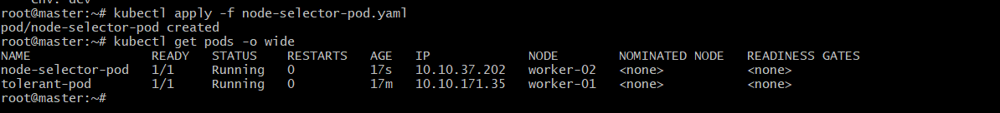 env: dev
root@master:~# kubectl apply -f node-selector-pod.yaml
pod/node-selector-pod created
root@master:~# kubectl get pods -o wide
NAME READY STATUS RESTARTS AGE IP NODE NOMINATED NODE READINESS GATES
node-selector-pod 1/1 Running 0 17s 10.10.37.202 worker-02 <none> <none>
tolerant-pod 1/1 Running 0 17m 10.10.171.35 worker-01 <none> <none>
root@master:~#